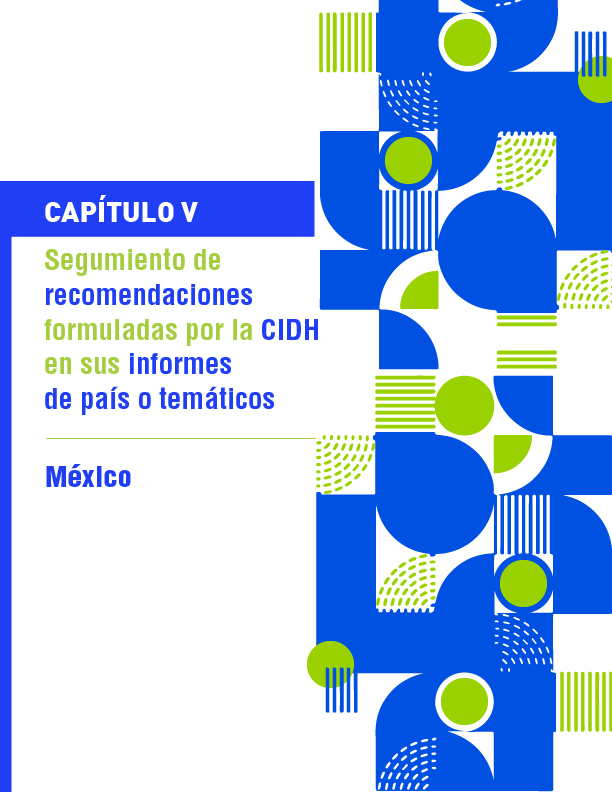 CAPÍTULO V
Segumiento de
recomendaciones
formuladas por la CIDH
en sus informes
de país o temáticos
MéxIco